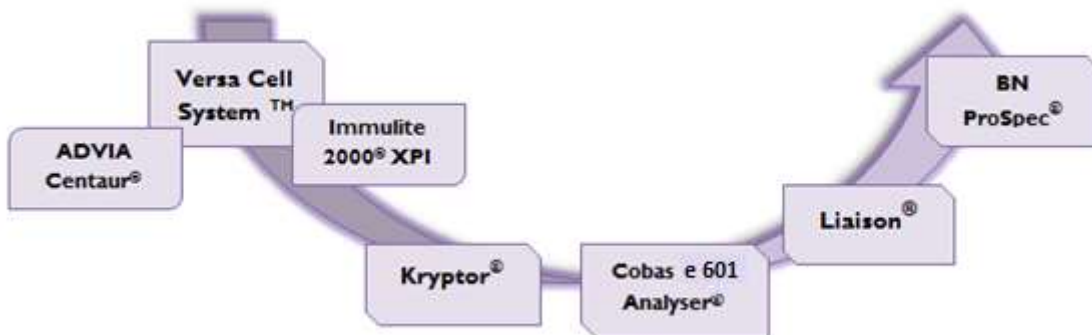 Versa Cell
System ™
ADVIA
Centaur®
Immulite
2000® XPI
Kryptor®
Cobas e 601
Analyser®
Liaison®
BN
ProSpec®